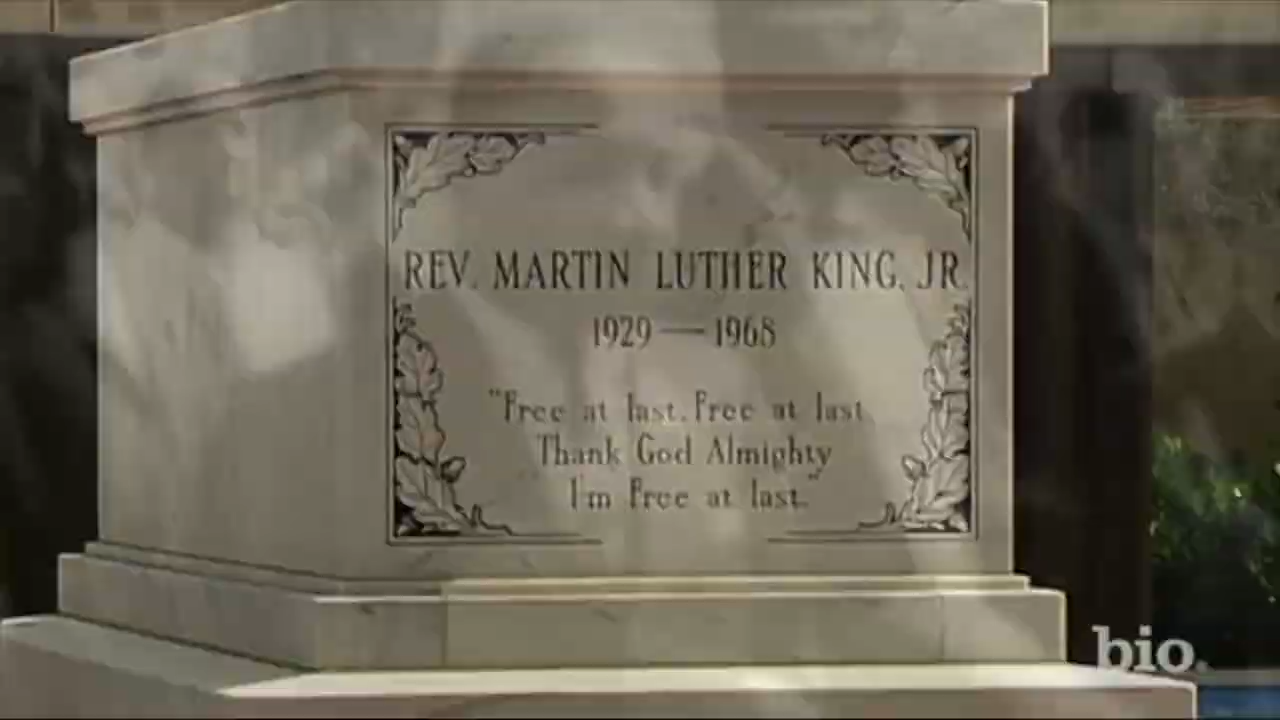 REV. MARTIN LUTHER KING, JR.
1929—1968
"Free at last. Free at last
Thank God Almighty
I'm Free at last."
bio.